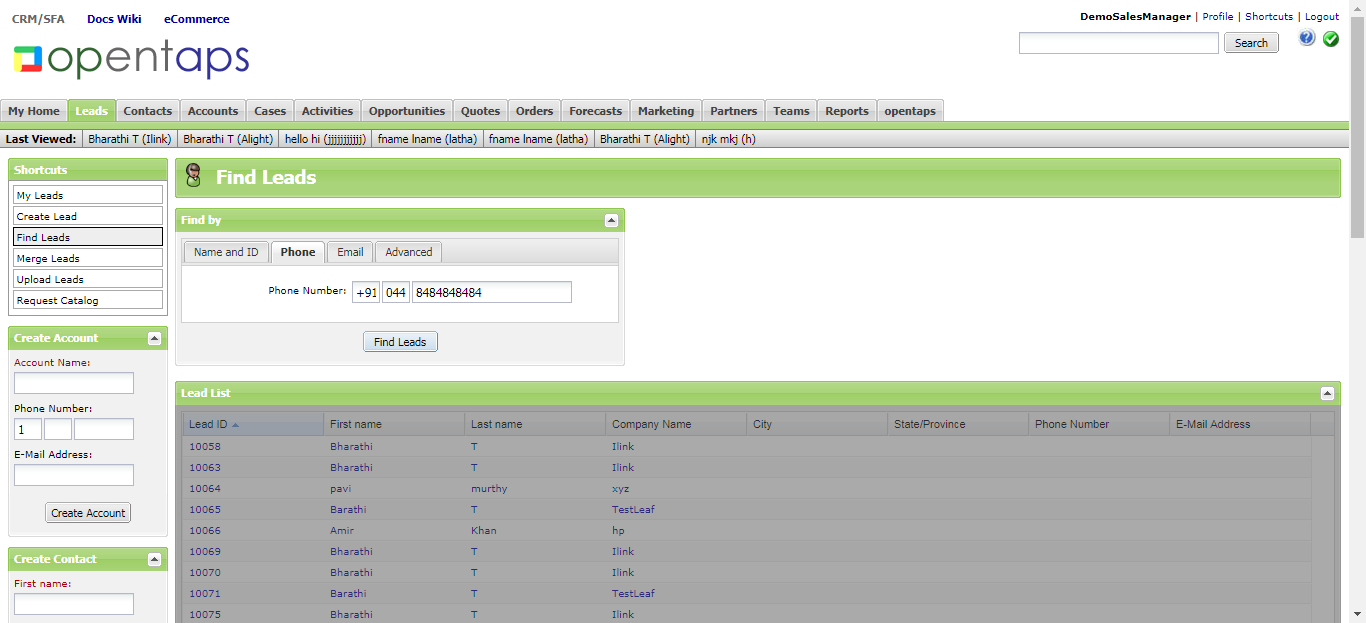 CRM/SFA Docs Wiki eCommerce
DemoSalesManager | Profile | Shortcuts | Logout
opentaps
Search
My Home Leads Contacts Accounts Cases Activities Opportunities Quotes Orders Forecasts Marketing Partners Teams Reports opentaps
Last Viewed: Bharathi T (Ilink) Bharathi T (Alight) hello hi (jjjjjjjjjjjj) fname lname (latha) fname lname (latha) Bharathi T (Alight) njk mkj (h)
Shortcuts
My Leads
Create Lead
Find Leads
Merge Leads
Upload Leads
Request Catalog
Create Account
Account Name:
Phone Number:
1
E-Mail Address:
Create Account
Create Contact
First name:
Find Leads
Find by
Name and ID Phone Email Advanced
Phone Number: +91 044 8484848484
Find Leads
Lead List
Lead ID First name Last name Company Name City State/Province Phone Number E-Mail Address
10058 Bharathi T Ilink
10063 Bharathi T Ilink
10064 pavi murthy xyz
10065 Barathi T TestLeaf
10066 Amir Khan hp
10069 Bharathi T Ilink
10070 Bharathi T Ilink
10071 Barathi T TestLeaf
10075 Bharathi T Ilink